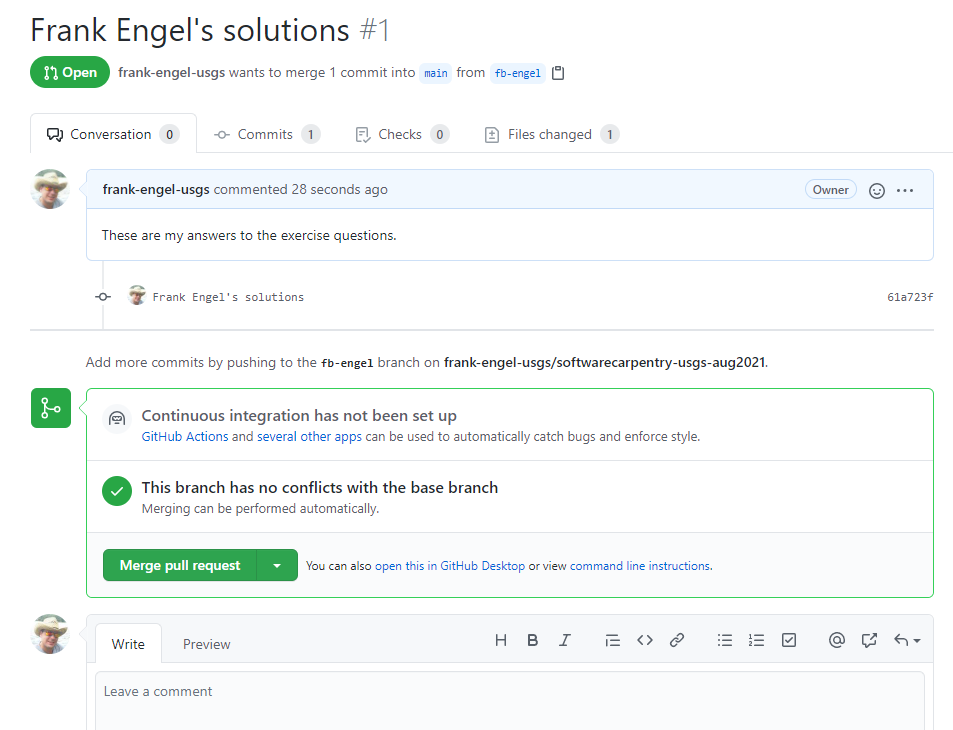 Frank Engel's solutions #1
Open frank-engel-usgs wants to merge 1 commit into main from fb-engel
Conversation 0 Commits 1 Checks 0 Files changed 1
frank-engel-usgs commented 28 seconds ago Owner
These are my answers to the exercise questions.
Frank Engel's solutions 61a723f
Add more commits by pushing to the fb-engel branch on frank-engel-usgs/softwarecarpentry-usgs-aug2021.
Continuous integration has not been set up
GitHub Actions and several other apps can be used to automatically catch bugs and enforce style.
This branch has no conflicts with the base branch
Merging can be performed automatically.
Merge pull request You can also open this in GitHub Desktop or view command line instructions.
Write Preview H B I
Leave a comment